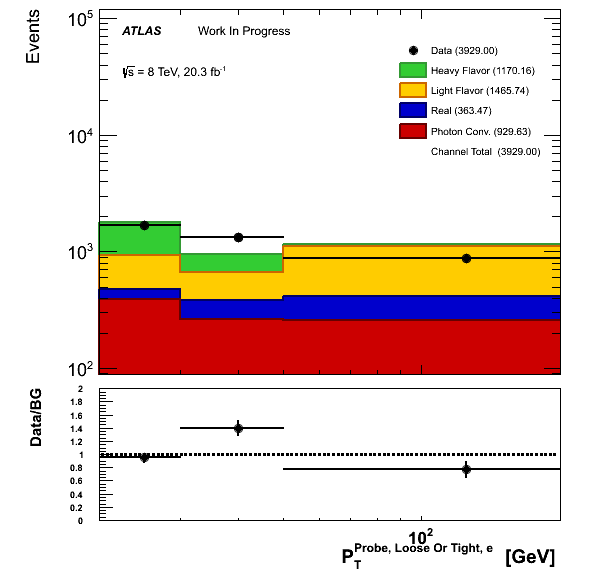 Events
10^5
10^4
10^3
10^2
ATLAS Work In Progress
√s = 8 TeV, 20.3 fb^-1
Data (3929.00)
Heavy Flavor (1170.16)
Light Flavor (1465.74)
Real (363.47)
Photon Conv. (929.63)
Channel Total (3929.00)
Data/BG
2
1.8
1.6
1.4
1.2
1
0.8
0.6
0.4
0.2
0
10^2
P_T^Probe, Loose Or Tight, e [GeV]